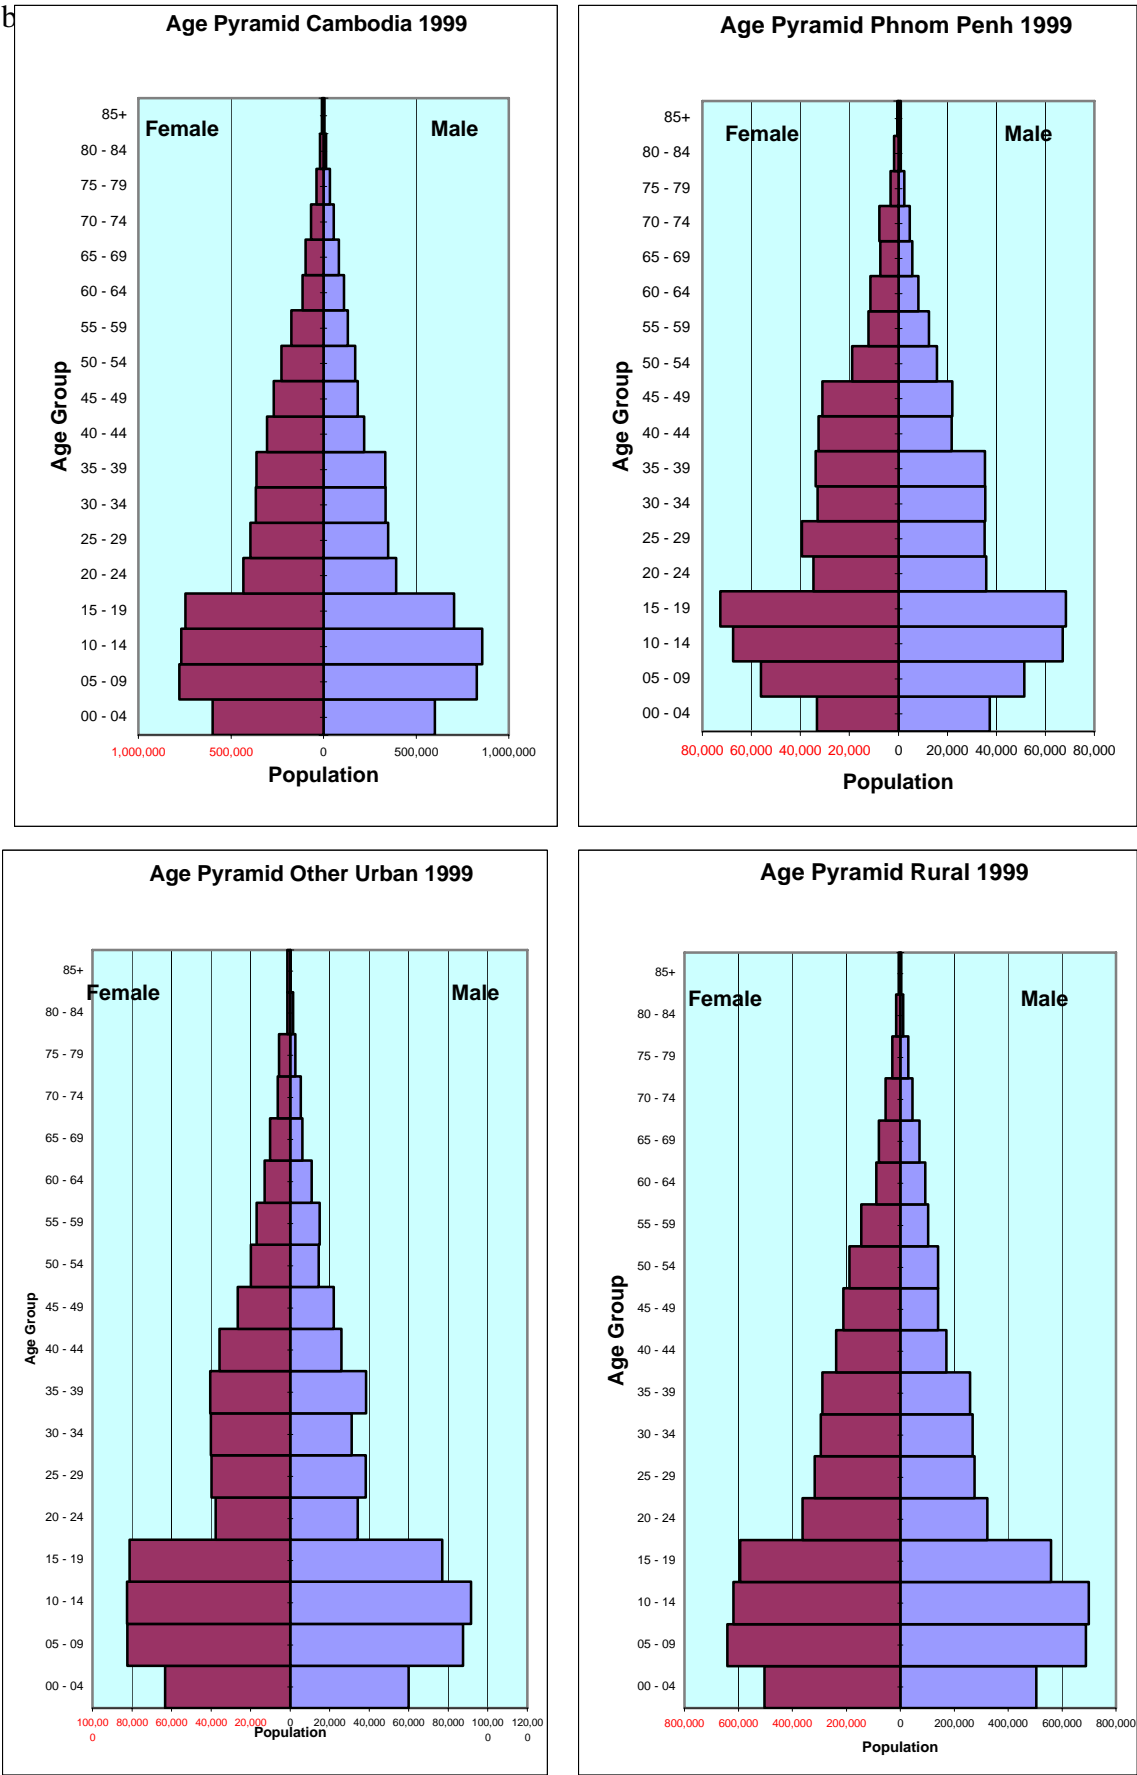 b
Age Pyramid Cambodia 1999
85+
Female
Male
80 - 84
75 - 79
70 - 74
65 - 69
60 - 64
55 - 59
50 - 54
45 - 49
40 - 44
35 - 39
30 - 34
25 - 29
20 - 24
15 - 19
10 - 14
05 - 09
00 - 04
Age Group
1,000,000 500,000 0 500,000 1,000,000
Population
Age Pyramid Phnom Penh 1999
85+
Female
Male
80 - 84
75 - 79
70 - 74
65 - 69
60 - 64
55 - 59
50 - 54
45 - 49
40 - 44
35 - 39
30 - 34
25 - 29
20 - 24
15 - 19
10 - 14
05 - 09
00 - 04
Age Group
80,000 60,000 40,000 20,000 0 20,000 40,000 60,000 80,000
Population
Age Pyramid Other Urban 1999
85+
Female
Male
80 - 84
75 - 79
70 - 74
65 - 69
60 - 64
55 - 59
50 - 54
45 - 49
40 - 44
35 - 39
30 - 34
25 - 29
20 - 24
15 - 19
10 - 14
05 - 09
00 - 04
Age Group
100,00 80,000 60,000 40,000 20,000 0 20,000 40,000 60,000 80,000 100,00 120,00
0 0 0
Population
Age Pyramid Rural 1999
85+
Female
Male
80 - 84
75 - 79
70 - 74
65 - 69
60 - 64
55 - 59
50 - 54
45 - 49
40 - 44
35 - 39
30 - 34
25 - 29
20 - 24
15 - 19
10 - 14
05 - 09
00 - 04
Age Group
800,000 600,000 400,000 200,000 0 200,000 400,000 600,000 800,000
Population